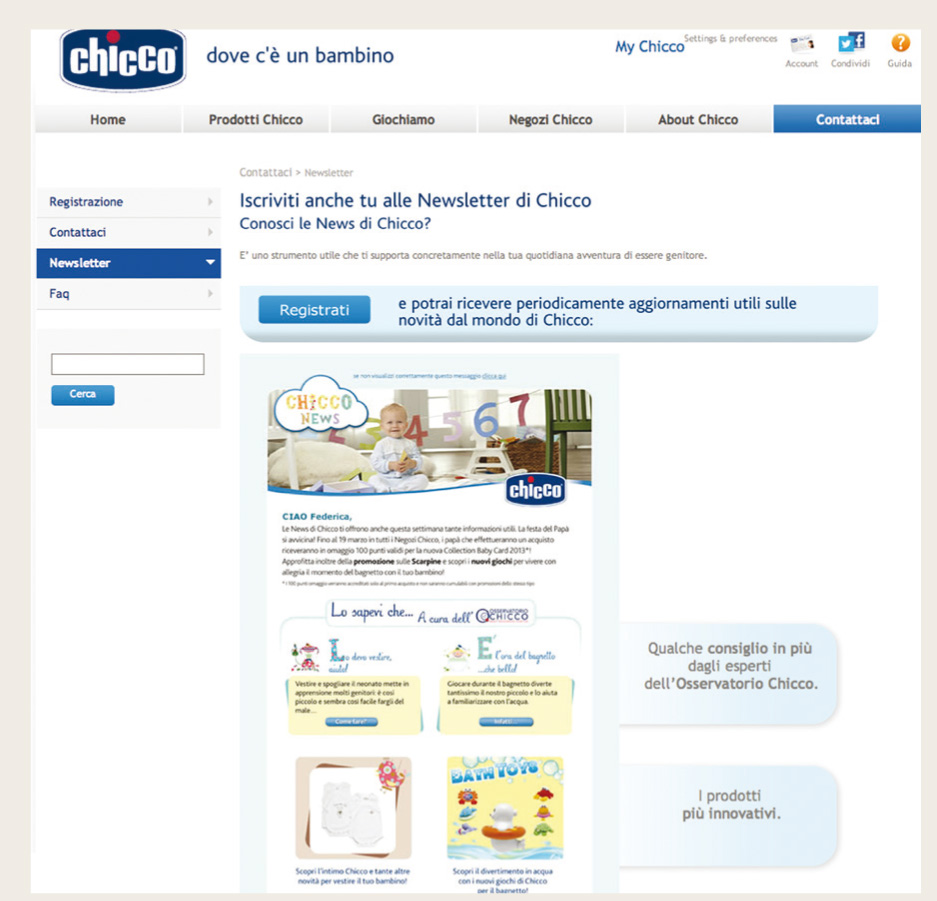 chicco
dove c'è un bambino
My Chicco
Settings & preferences
Account
Condividi
Guida
Home
Prodotti Chicco
Giochiamo
Negozi Chicco
About Chicco
Contattaci
Contattaci > Newsletter
Registrazione
Contattaci
Newsletter
Faq
Cerca
Iscriviti anche tu alle Newsletter di Chicco
Conosci le News di Chicco?
E' uno strumento utile che ti supporta concretamente nella tua quotidiana avventura di essere genitore.
Registrati
e potrai ricevere periodicamente aggiornamenti utili sulle
novità dal mondo di Chicco:
se non visualizzi correttamente questo messaggio clicca qui
CHICCO
NEWS
4 5 6 7
chicco
CIAO Federica,
Le News di Chicco ti offrono anche questa settimana tante informazioni utili. La festa del Papà
si avvicina! Fino al 19 marzo in tutti i Negozi Chicco, i papà che effettueranno un acquisto
riceveranno in omaggio 100 punti validi per la nuova Collection Baby Card 2013*!
Approfitta inoltre della promozione sulle Scarpine e scopri i nuovi giochi per vivere con
allegria il momento del bagnetto con il tuo bambino!
* I 100 punti omaggio verranno accreditati solo al primo acquisto e non saranno cumulabili con promozioni dello stesso tipo
Lo sapevi che... A cura dell' OSSERVATORIO CHICCO
deve vestire,
E' l'ora del bagnetto
...che bello!
Vestire e spogliare il neonato mette in
apprensione molti genitori: è così
piccolo e sembra così facile fargli del
male....
Come fare?
Giocare durante il bagnetto diverte
tantissimo il nostro piccolo e lo aiuta
a familiarizzare con l'acqua.
Infatti...
Qualche consiglio in più
dagli esperti
dell'Osservatorio Chicco.
BATH TOYS
Scopri l'intimo Chicco e tante altre
novità per vestire il tuo bambino!
Scopri il divertimento in acqua
con i nuovi giochi di Chicco
per il bagnetto!
I prodotti
più innovativi.